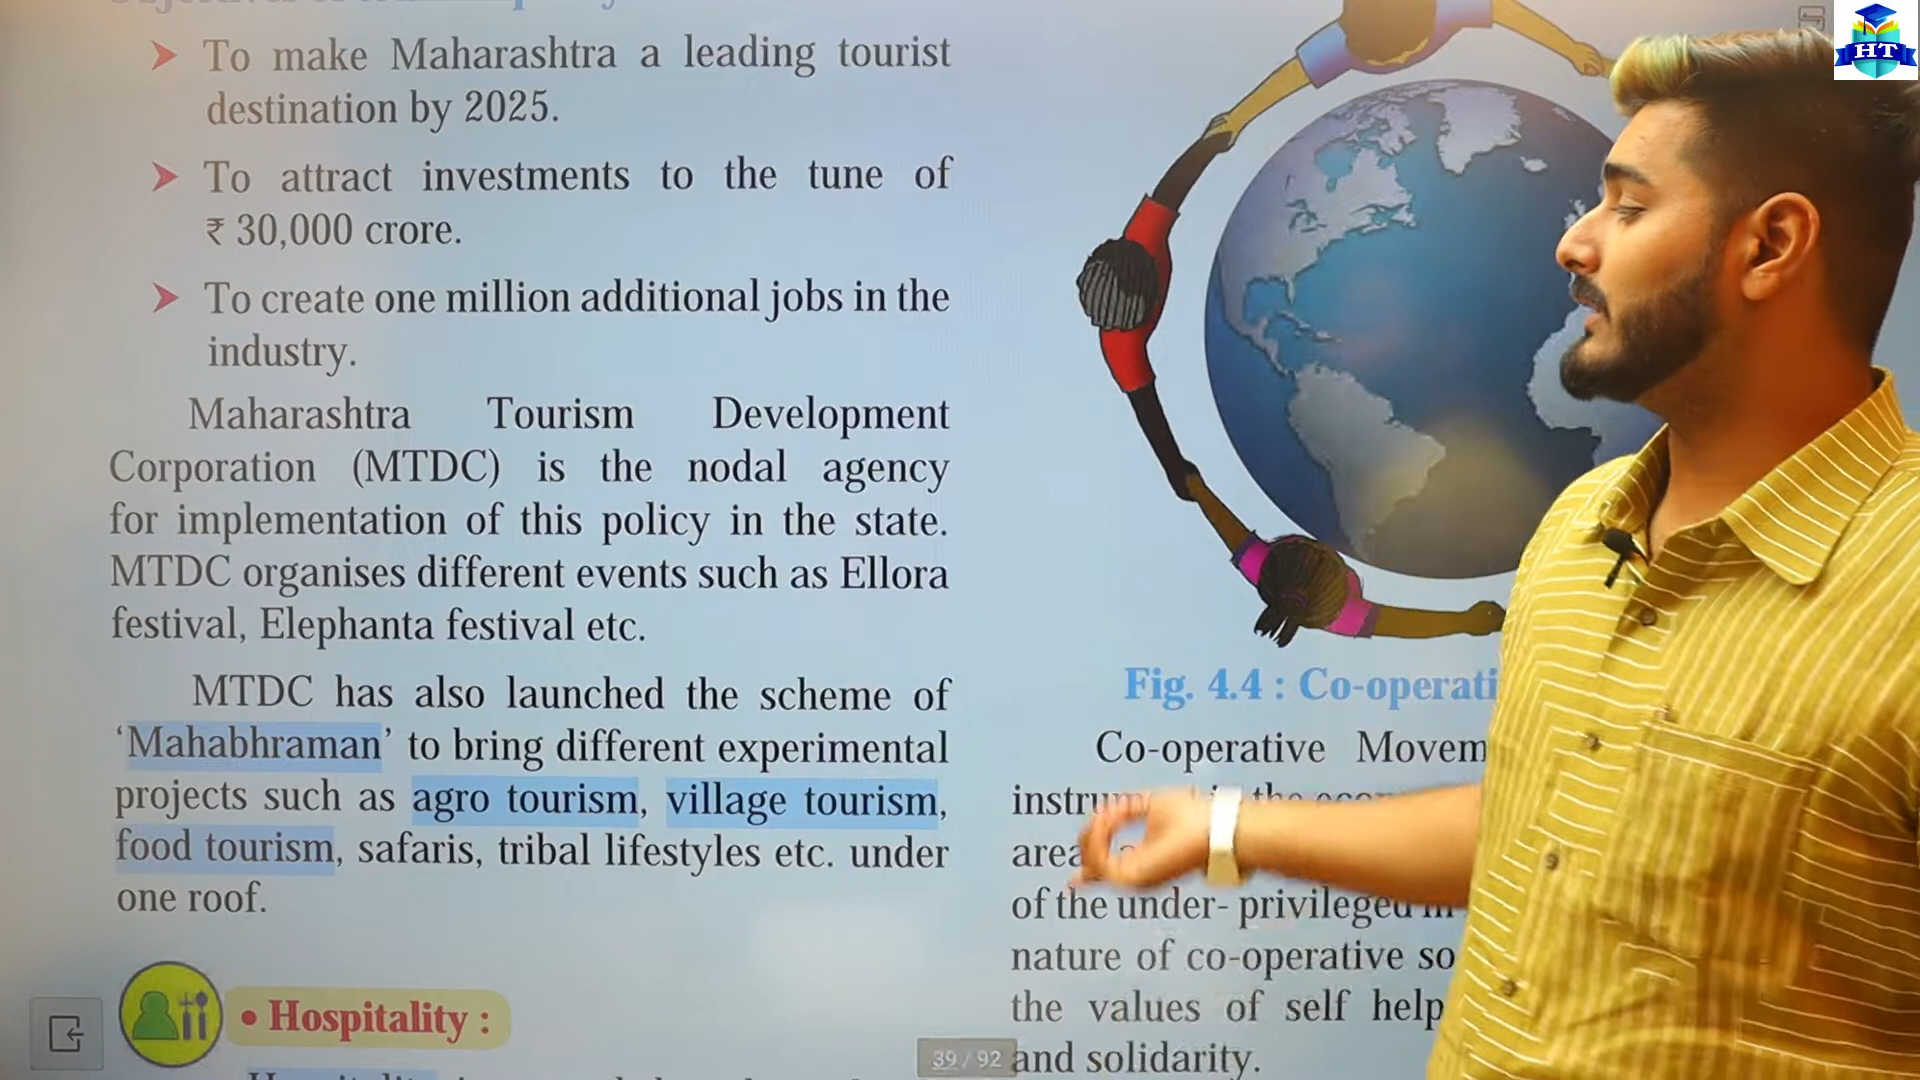 ➤ To make Maharashtra a leading tourist
destination by 2025.
➤ To attract investments to the tune of
₹ 30,000 crore.
➤ To create one million additional jobs in the
industry.
Maharashtra Tourism Development
Corporation (MTDC) is the nodal agency
for implementation of this policy in the state.
MTDC organises different events such as Ellora
festival, Elephanta festival etc.
MTDC has also launched the scheme of
‘Mahabhraman’ to bring different experimental
projects such as agro tourism, village tourism,
food tourism, safaris, tribal lifestyles etc. under
one roof.
• Hospitality :
39 / 92
Fig. 4.4 : Co-operati
Co-operative Movem
the
of the under- privileged in
nature of co-operative so
the values of self help
and solidarity.
HT